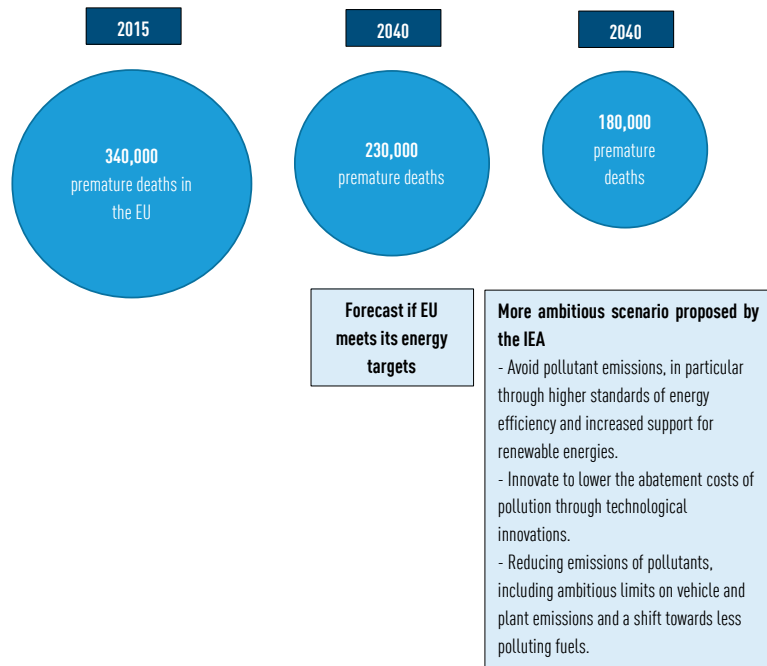 2015
340,000
premature deaths in
the EU
2040
230,000
premature deaths
Forecast if EU
meets its energy
targets
2040
180,000
premature
deaths
More ambitious scenario proposed by
the IEA
- Avoid pollutant emissions, in particular
through higher standards of energy
efficiency and increased support for
renewable energies.
- Innovate to lower the abatement costs of
pollution through technological
innovations.
- Reducing emissions of pollutants,
including ambitious limits on vehicle and
plant emissions and a shift towards less
polluting fuels.